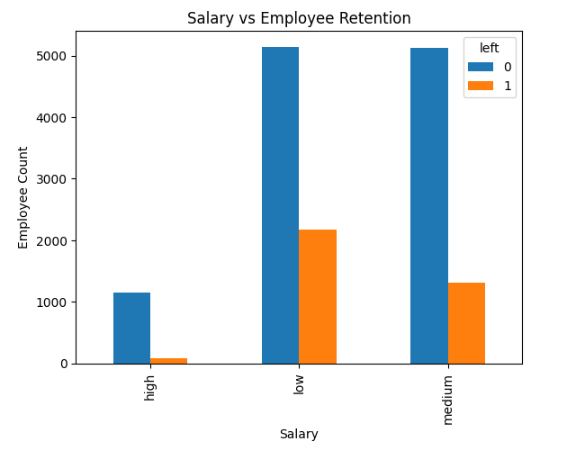 Salary vs Employee Retention
left
0
1
5000
4000
3000
2000
1000
0
Employee Count
high
low
medium
Salary